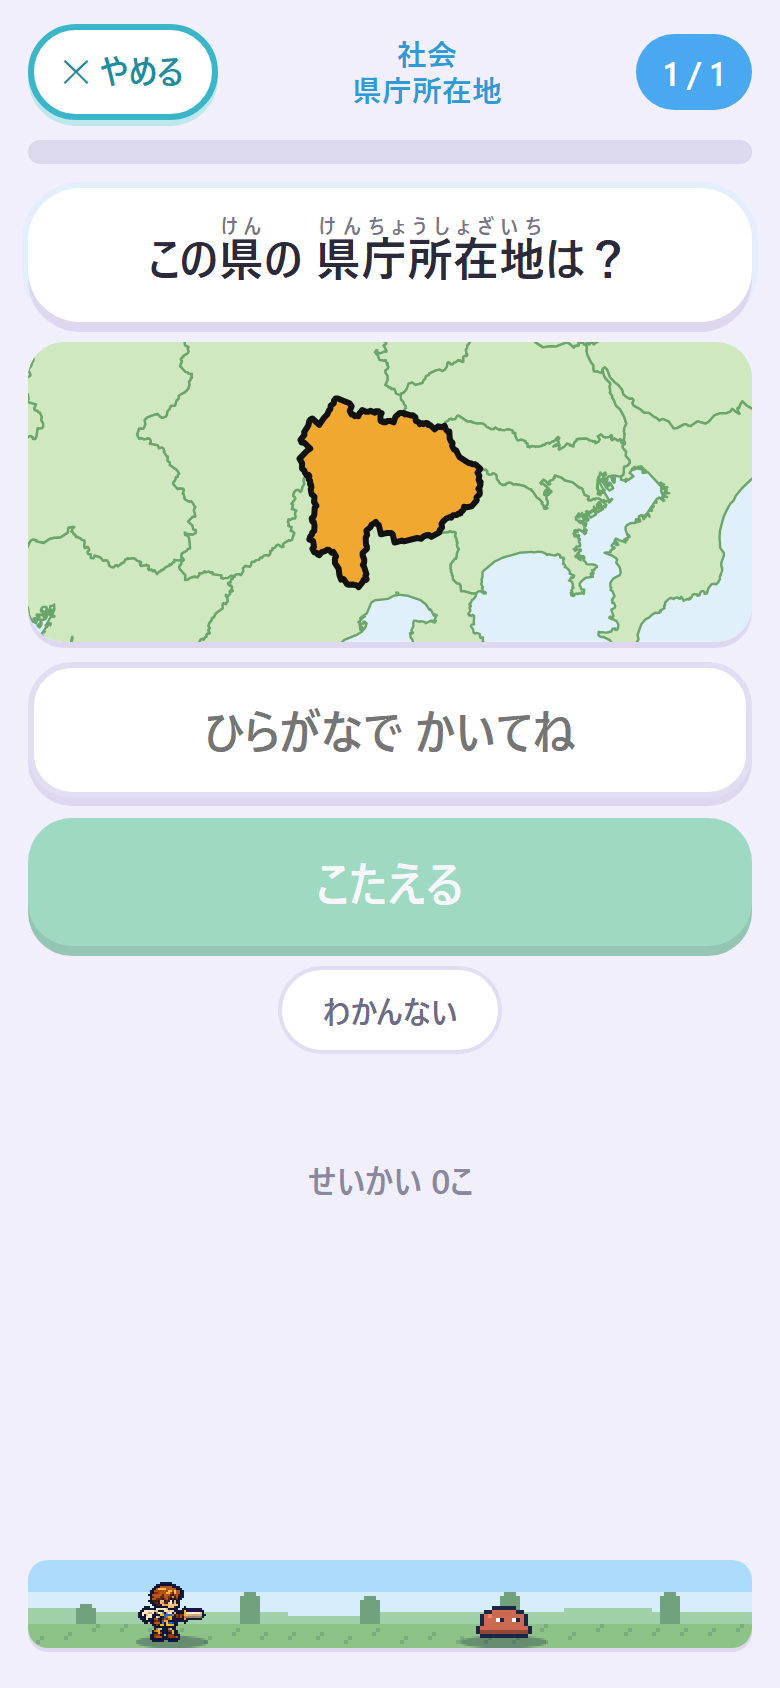 × やめる
社会
県庁所在地
1 / 1
けん けんちょうしょざいち
この県の 県庁所在地は？
ひらがなで かいてね
こたえる
わかんない
せいかい 0こ